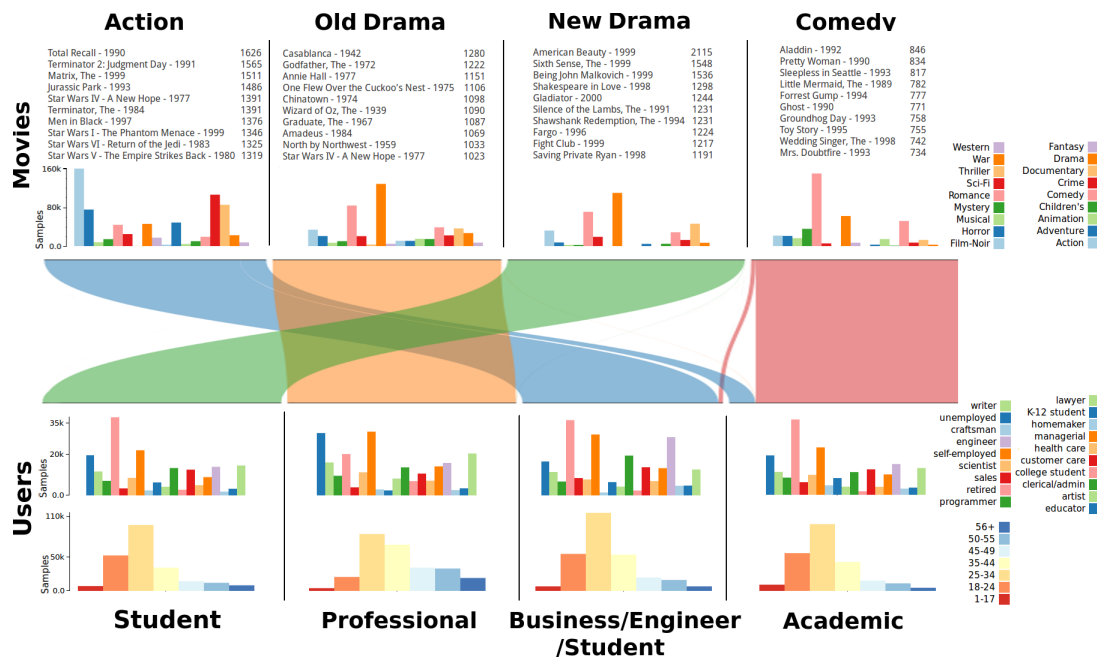 Action
Old Drama
New Drama
Comedy
Movies
Total Recall - 1990 1626
Terminator 2: Judgment Day - 1991 1565
Matrix, The - 1999 1511
Jurassic Park - 1993 1486
Star Wars IV - A New Hope - 1977 1391
Terminator, The - 1984 1391
Men in Black - 1997 1376
Star Wars I - The Phantom Menace - 1999 1346
Star Wars VI - Return of the Jedi - 1983 1325
Star Wars V - The Empire Strikes Back - 1980 1319
Casablanca - 1942 1280
Godfather, The - 1972 1222
Annie Hall - 1977 1151
One Flew Over the Cuckoo's Nest - 1975 1106
Chinatown - 1974 1098
Wizard of Oz, The - 1939 1090
Graduate, The - 1967 1087
Amadeus - 1984 1069
North by Northwest - 1959 1033
Star Wars IV - A New Hope - 1977 1023
American Beauty - 1999 2115
Sixth Sense, The - 1999 1548
Being John Malkovich - 1999 1536
Shakespeare in Love - 1998 1298
Gladiator - 2000 1244
Silence of the Lambs, The - 1991 1231
Shawshank Redemption, The - 1994 1231
Fargo - 1996 1224
Fight Club - 1999 1217
Saving Private Ryan - 1998 1191
Aladdin - 1992 846
Pretty Woman - 1990 834
Sleepless in Seattle - 1993 817
Little Mermaid, The - 1989 782
Forrest Gump - 1994 777
Ghost - 1990 771
Groundhog Day - 1993 758
Toy Story - 1995 755
Wedding Singer, The - 1998 742
Mrs. Doubtfire - 1993 734
160k
80k
0.0
Samples
Western
War
Thriller
Sci-Fi
Romance
Mystery
Musical
Horror
Film-Noir
Fantasy
Drama
Documentary
Crime
Comedy
Children's
Animation
Adventure
Action
Users
35k
20k
0.0
Samples
110k
50k
0.0
Samples
writer
unemployed
craftsman
engineer
self-employed
scientist
sales
retired
programmer
lawyer
K-12 student
homemaker
managerial
health care
customer care
college student
clerical/admin
artist
educator
56+
50-55
45-49
35-44
25-34
18-24
1-17
Student
Professional
Business/Engineer
/Student
Academic